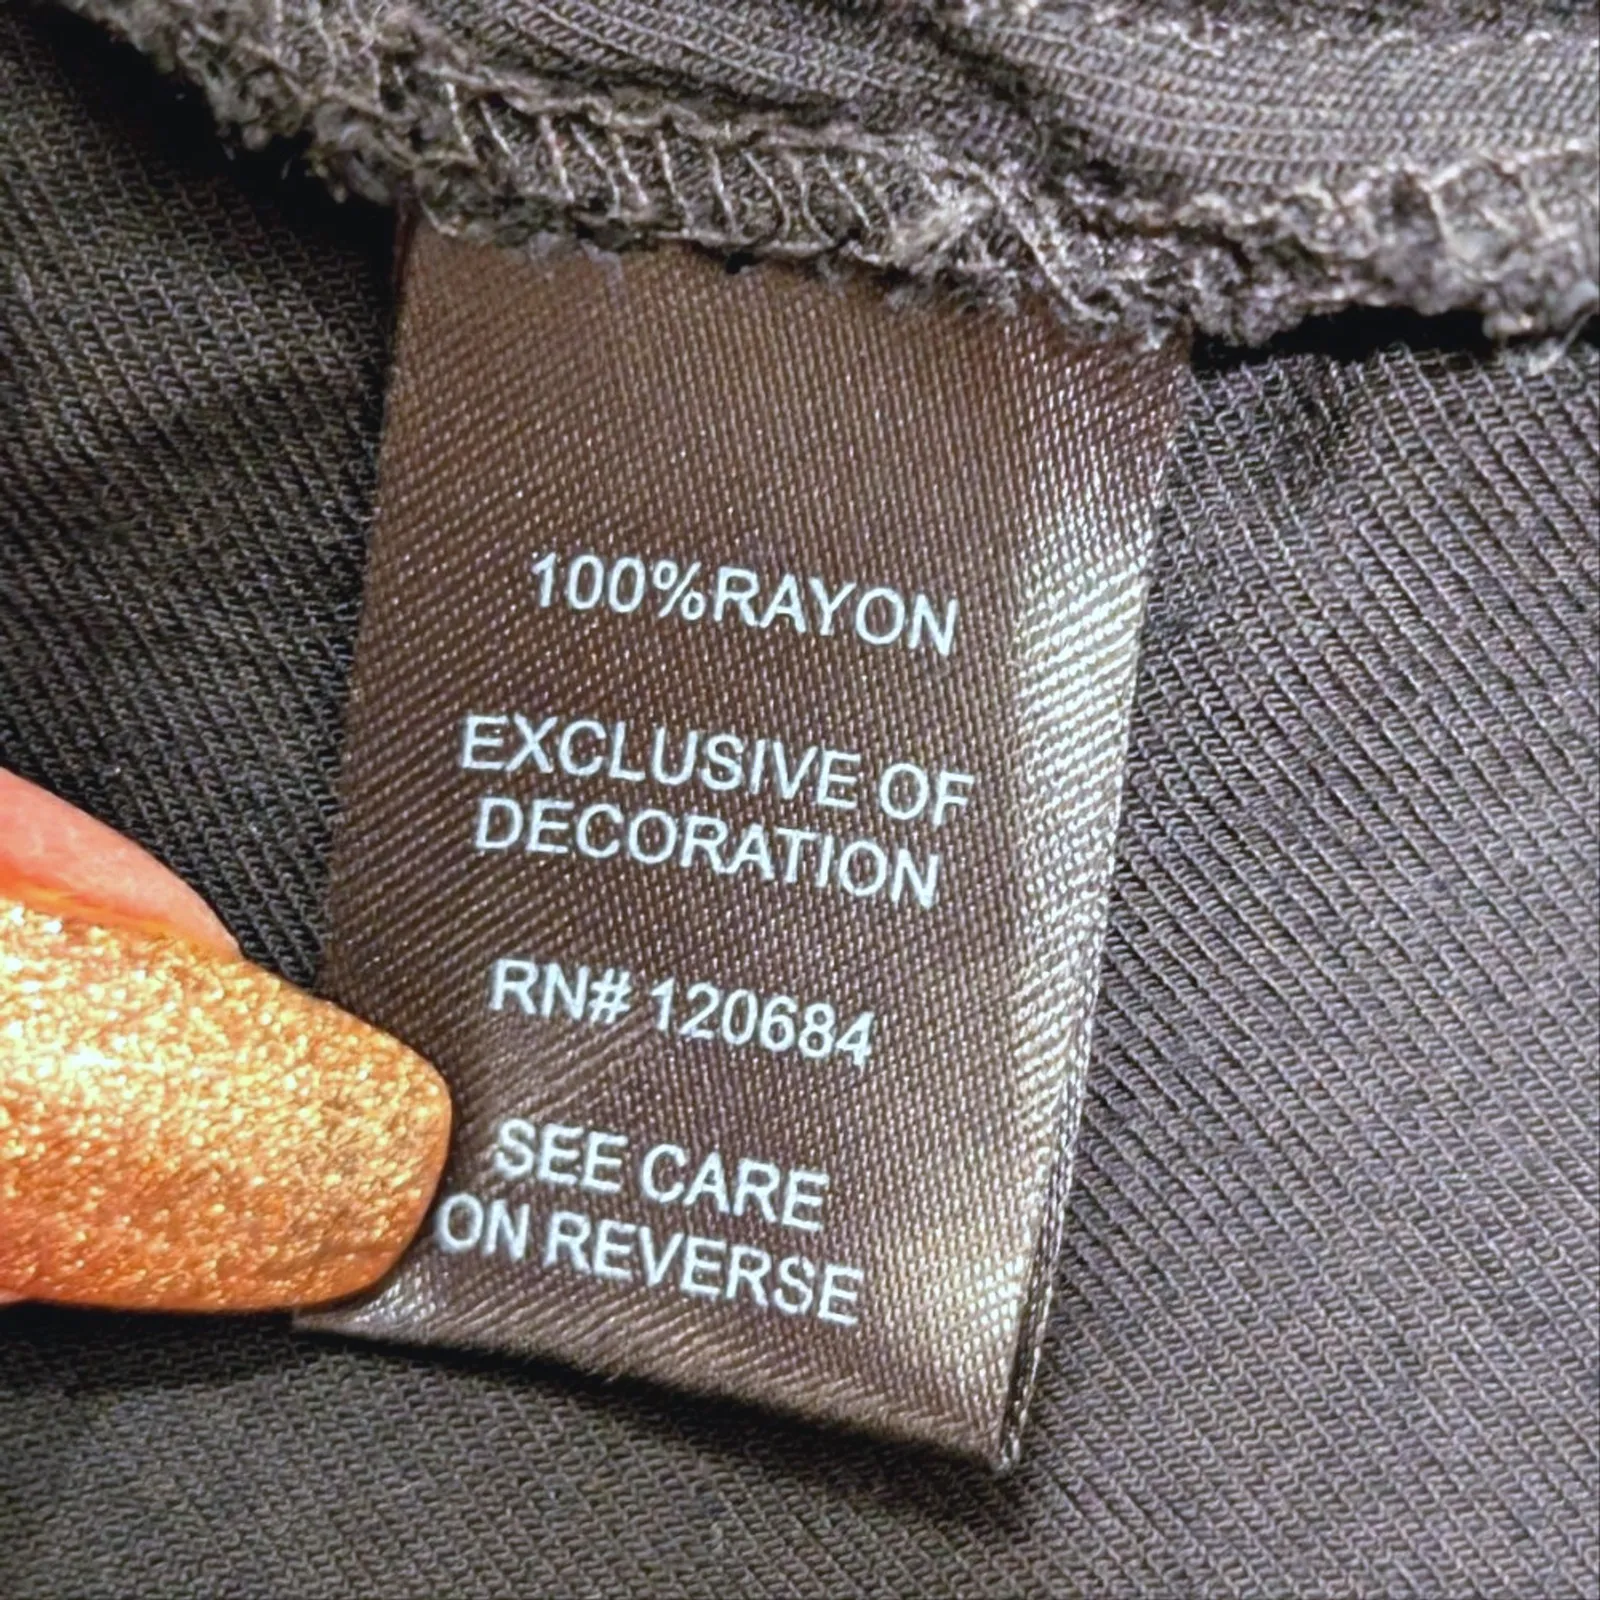 100%RAYON
EXCLUSIVE OF
DECORATION
RN# 120684
SEE CARE
ON REVERSE